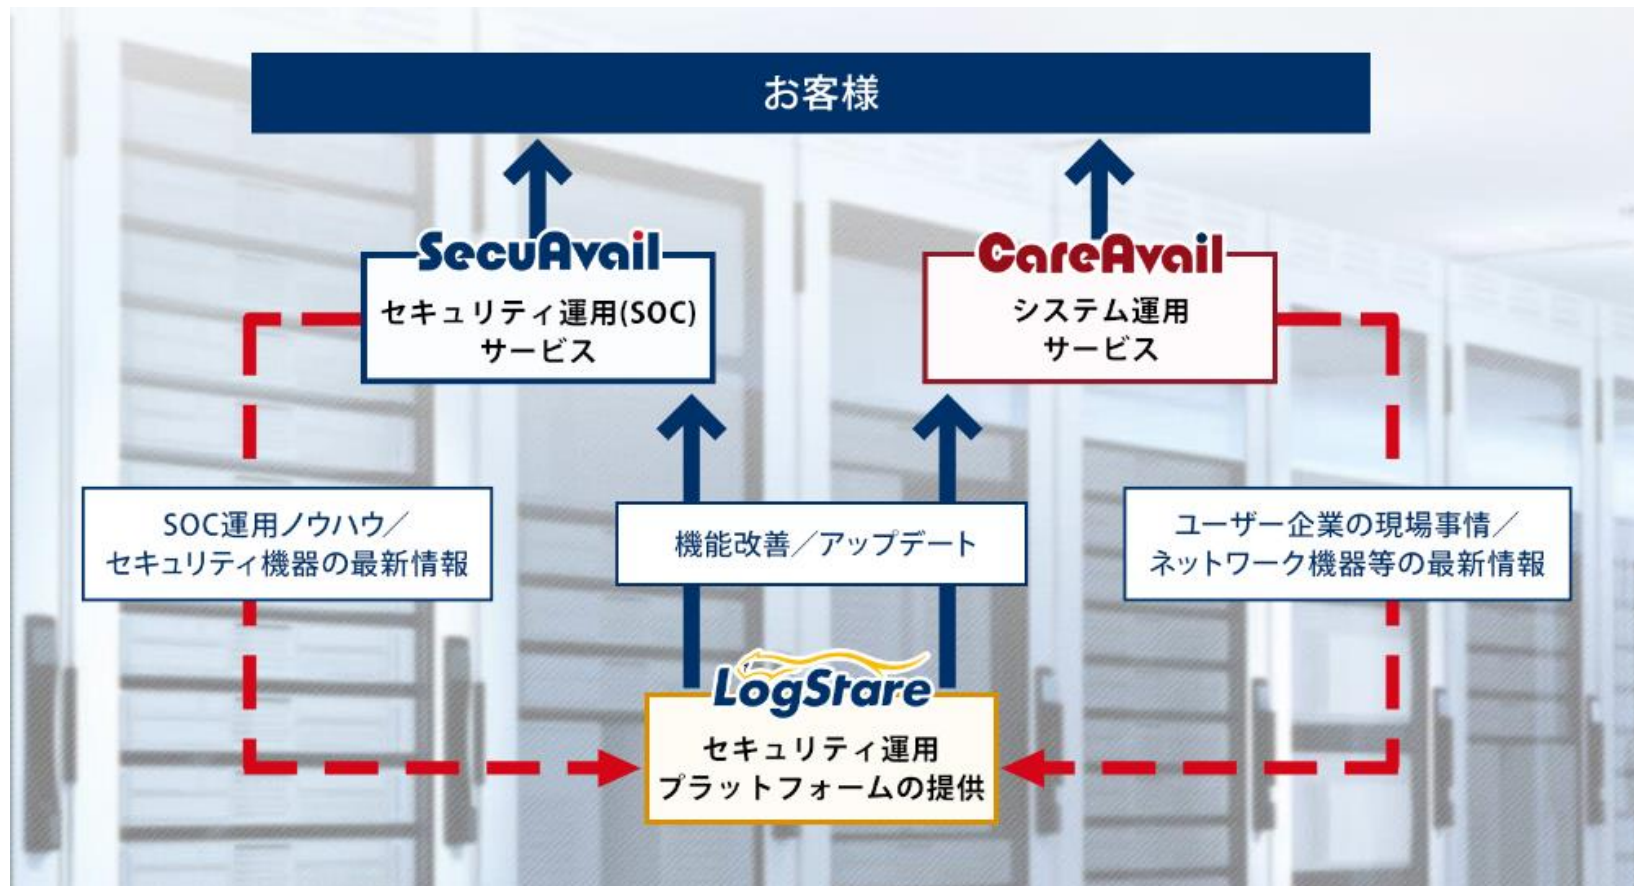 お客様
SecuAvail
セキュリティ運用(SOC)
サービス
CareAvail
システム運用
サービス
SOC運用ノウハウ／
セキュリティ機器の最新情報
機能改善／アップデート
ユーザー企業の現場事情／
ネットワーク機器等の最新情報
LogStare
セキュリティ運用
プラットフォームの提供